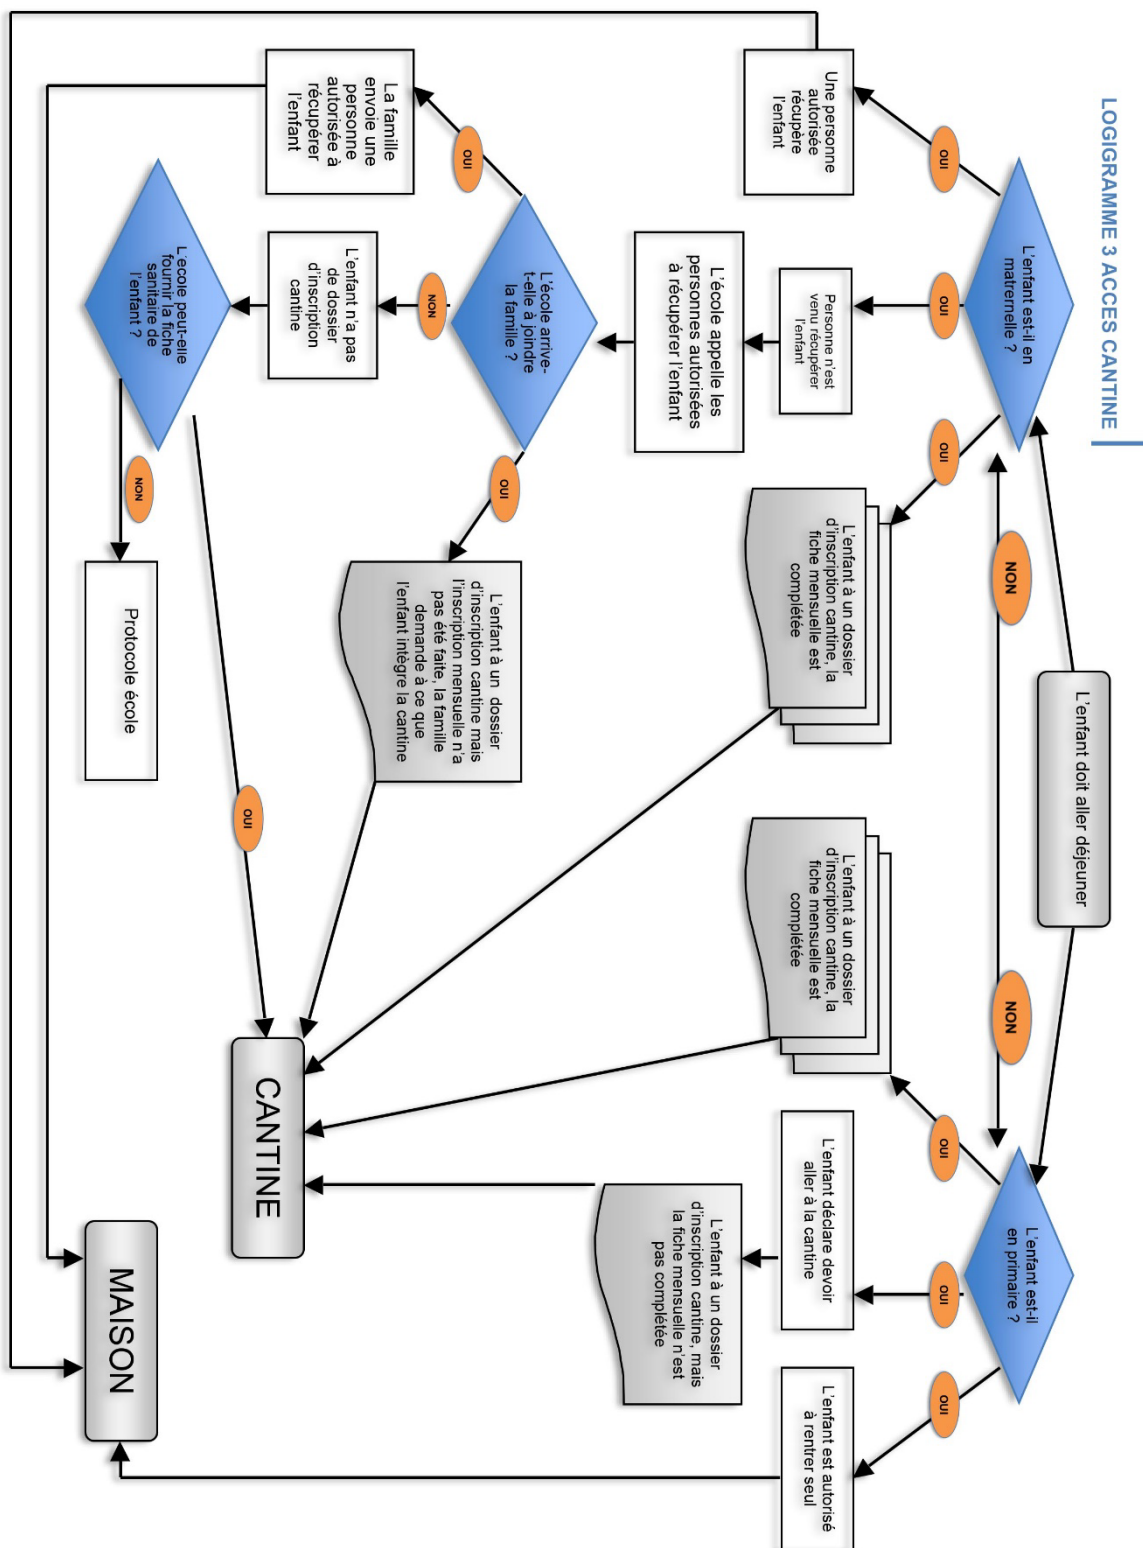 LOGIGRAMME 3 ACCES CANTINE
L'enfant doit aller déjeuner
L'enfant est-il en
matrernelle ?
NON
NON
L'enfant est-il
en primaire ?
OUI
OUI
OUI
OUI
OUI
OUI
Une personne
autorisée
récupère
l'enfant
Personne n'est
venu récupérer
l'enfant
L'enfant à un dossier
d'inscription cantine, la
fiche mensuelle est
complétée
L'enfant à un dossier
d'inscription cantine, la
fiche mensuelle est
complétée
L'enfant déclare devoir
aller à la cantine
L'enfant est autorisé
à rentrer seul
L'école appelle les
personnes autorisées
à récupérer l'enfant
L'enfant à un dossier
d'inscription cantine, mais
la fiche mensuelle n'est
pas complétée
L'école arrive-
t-elle à joindre
la famille ?
OUI
NON
OUI
La famille
envoie une
personne
autorisée à
récupérer
l'enfant
L'enfant n'a pas
de dossier
d'inscription
cantine
L'enfant à un dossier
d'inscription cantine mais
l'inscription mensuelle n'a
pas été faite, la famille
demande à ce que
l'enfant intègre la cantine
L'ecole peut-elle
fournir la fiche
sanitaire de
l'enfant ?
OUI
NON
CANTINE
Protocole école
MAISON